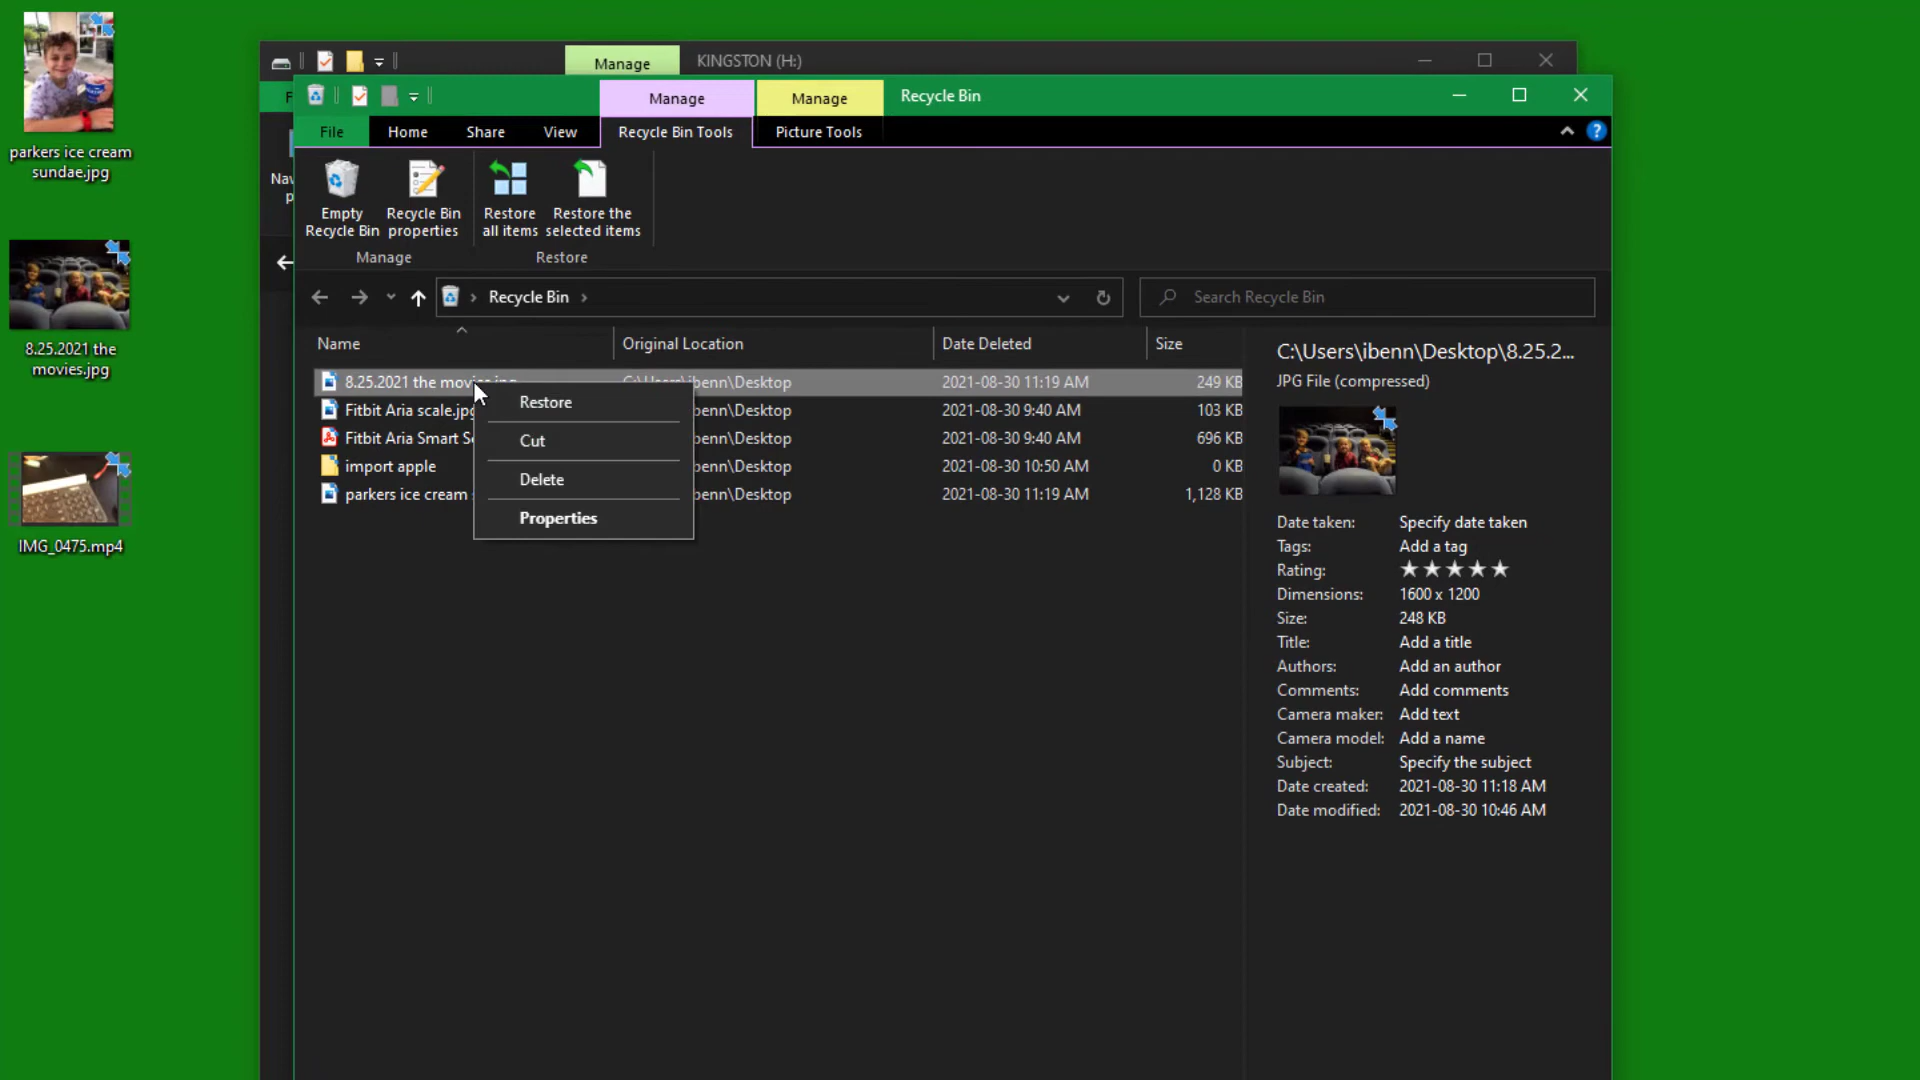 parkers ice cream
sundae.jpg
8.25.2021 the
movies.jpg
IMG_0475.mp4
Manage
KINGSTON (H:)
Manage
Manage
Recycle Bin
File
Home
Share
View
Recycle Bin Tools
Picture Tools
?
Empty
Recycle Bin
Recycle Bin
properties
Restore
all items
Restore the
selected items
Manage
Restore
Recycle Bin
Search Recycle Bin
Name
Original Location
Date Deleted
Size
8.25.2021 the movies.jpg
C:\Users\ibenn\Desktop
2021-08-30 11:19 AM
249 KB
Fitbit Aria scale.jpg
benn\Desktop
2021-08-30 9:40 AM
103 KB
Fitbit Aria Smart
benn\Desktop
2021-08-30 9:40 AM
696 KB
import apple
benn\Desktop
2021-08-30 10:50 AM
0 KB
parkers ice cream
benn\Desktop
2021-08-30 11:19 AM
1,128 KB
Restore
Cut
Delete
Properties
C:\Users\ibenn\Desktop\8.25.2...
JPG File (compressed)
Date taken: Specify date taken
Tags: Add a tag
Rating:
Dimensions: 1600 x 1200
Size: 248 KB
Title: Add a title
Authors: Add an author
Comments: Add comments
Camera maker: Add text
Camera model: Add a name
Subject: Specify the subject
Date created: 2021-08-30 11:18 AM
Date modified: 2021-08-30 10:46 AM